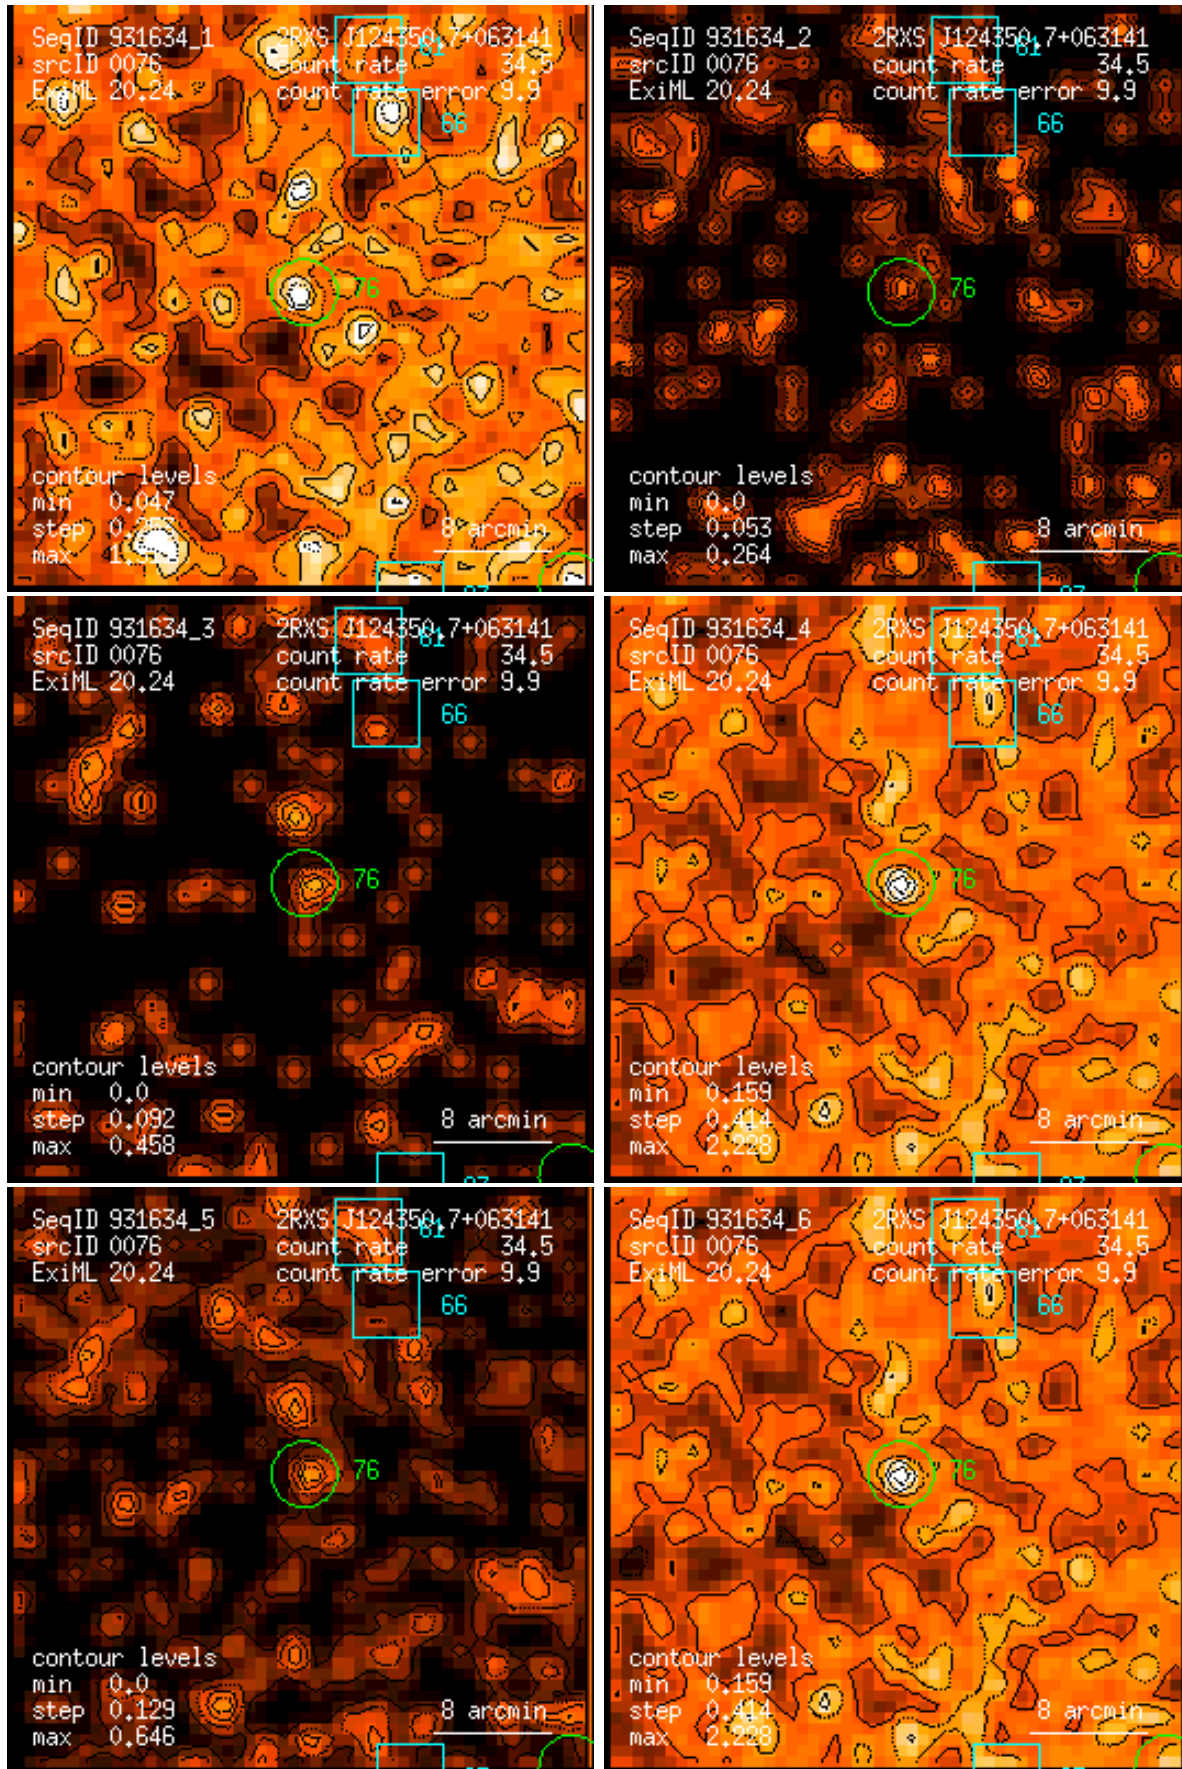 SeqID 931634_1 2RXS J124350.7+063141
srcID 0076 count rate 34.5
ExiML 20.24 count rate error 9.9
61
66
76
contour levels
min 0.047
step
max
8 arcmin
SeqID 931634_2 2RXS J124350.7+063141
srcID 0076 count rate 34.5
ExiML 20.24 count rate error 9.9
61
66
76
contour levels
min 0.0
step 0.053
max 0.264
8 arcmin
SeqID 931634_3 2RXS J124350.7+063141
srcID 0076 count rate 34.5
ExiML 20.24 count rate error 9.9
61
66
76
contour levels
min 0.0
step 0.092
max 0.458
8 arcmin
SeqID 931634_4 2RXS J124350.7+063141
srcID 0076 count rate 34.5
ExiML 20.24 count rate error 9.9
61
66
76
contour levels
min 0.159
step 0.414
max 2.228
8 arcmin
SeqID 931634_5 2RXS J124350.7+063141
srcID 0076 count rate 34.5
ExiML 20.24 count rate error 9.9
61
66
76
contour levels
min 0.0
step 0.129
max 0.646
8 arcmin
SeqID 931634_6 2RXS J124350.7+063141
srcID 0076 count rate 34.5
ExiML 20.24 count rate error 9.9
61
66
76
contour levels
min 0.159
step 0.414
max 2.228
8 arcmin